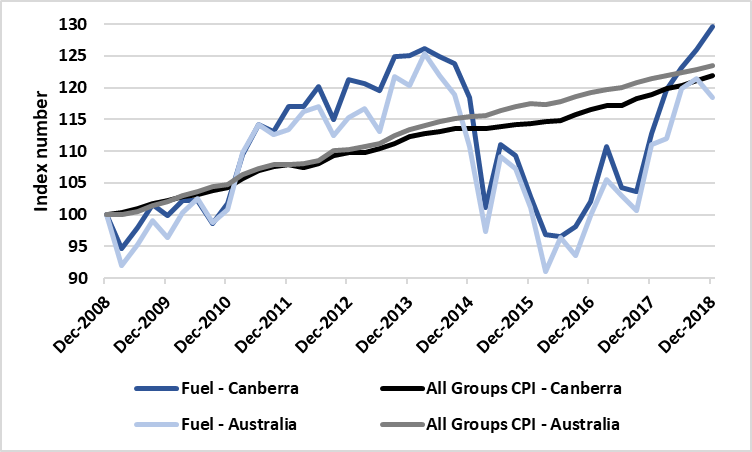 130
125
120
115
110
105
100
95
90
Index number
Dec-2008
Dec-2009
Dec-2010
Dec-2011
Dec-2012
Dec-2013
Dec-2014
Dec-2015
Dec-2016
Dec-2017
Dec-2018
Fuel - Canberra
All Groups CPI - Canberra
Fuel - Australia
All Groups CPI - Australia